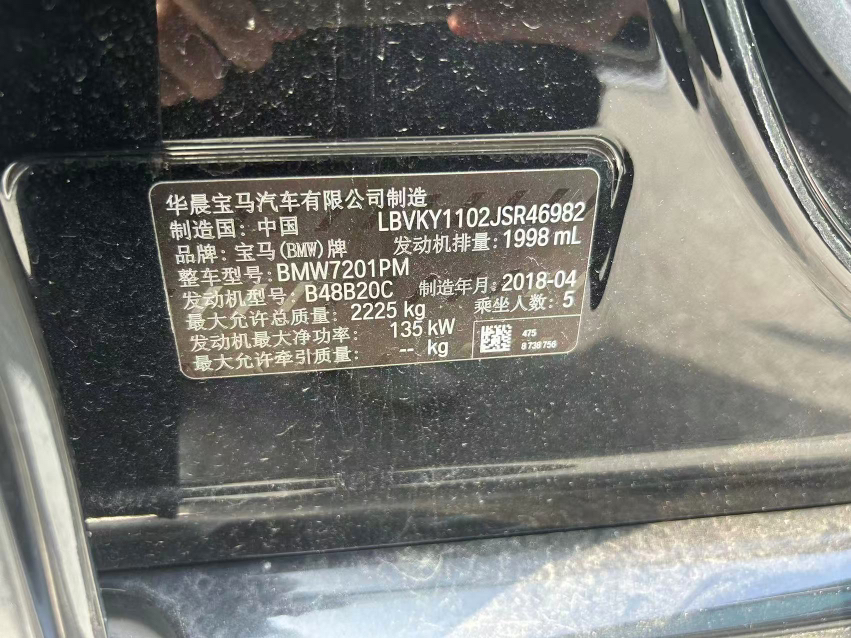 华晨宝马汽车有限公司制造
制造国: 中国 LBVKY1102JSR46982
品牌: 宝马(BMW)牌 发动机排量: 1998 mL
整车型号: BMW7201PM
发动机型号: B48B20C 制造年月: 2018-04
最大允许总质量: 2225 kg 乘坐人数: 5
发动机最大净功率: 135 kW
最大允许牵引质量: -- kg
475
8 738 756